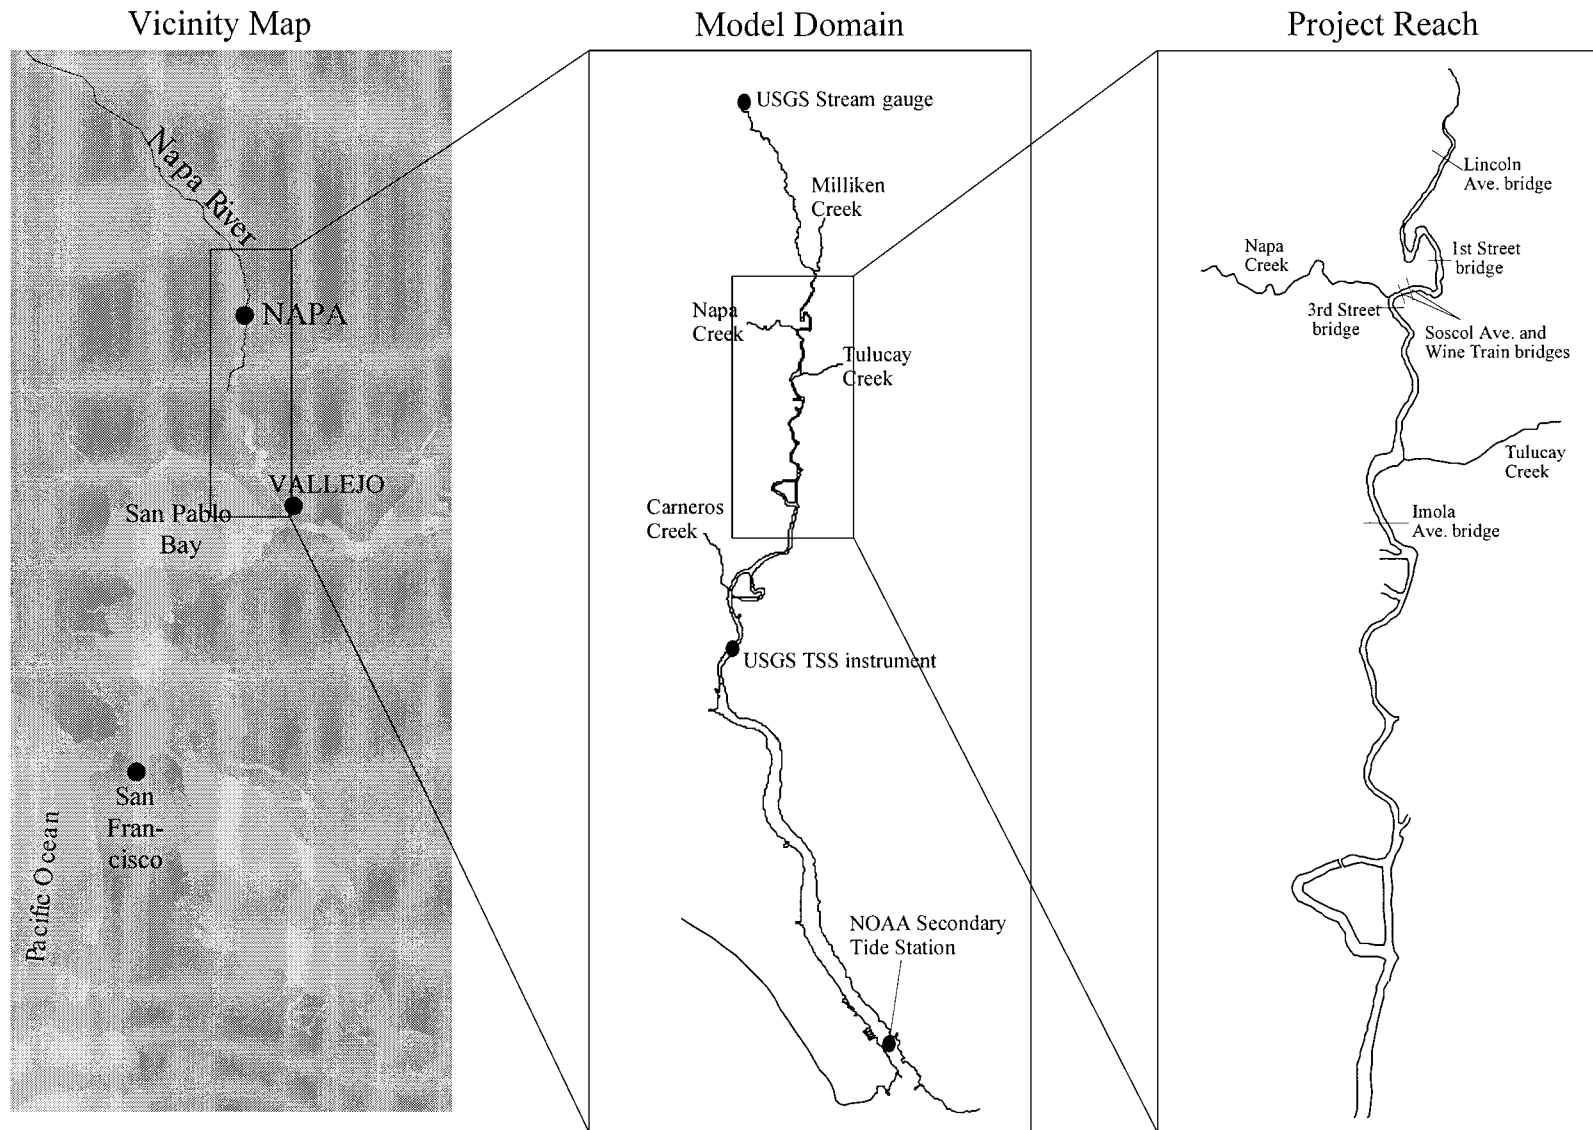 Vicinity Map
Napa River
NAPA
VALLEJO
San Pablo
Bay
San
Fran-
cisco
Pacific Ocean
Model Domain
USGS Stream gauge
Milliken
Creek
Napa
Creek
Tulucay
Creek
Carneros
Creek
USGS TSS instrument
NOAA Secondary
Tide Station
Project Reach
Lincoln
Ave. bridge
Napa
Creek
1st Street
bridge
3rd Street
bridge
Soscol Ave. and
Wine Train bridges
Tulucay
Creek
Imola
Ave. bridge